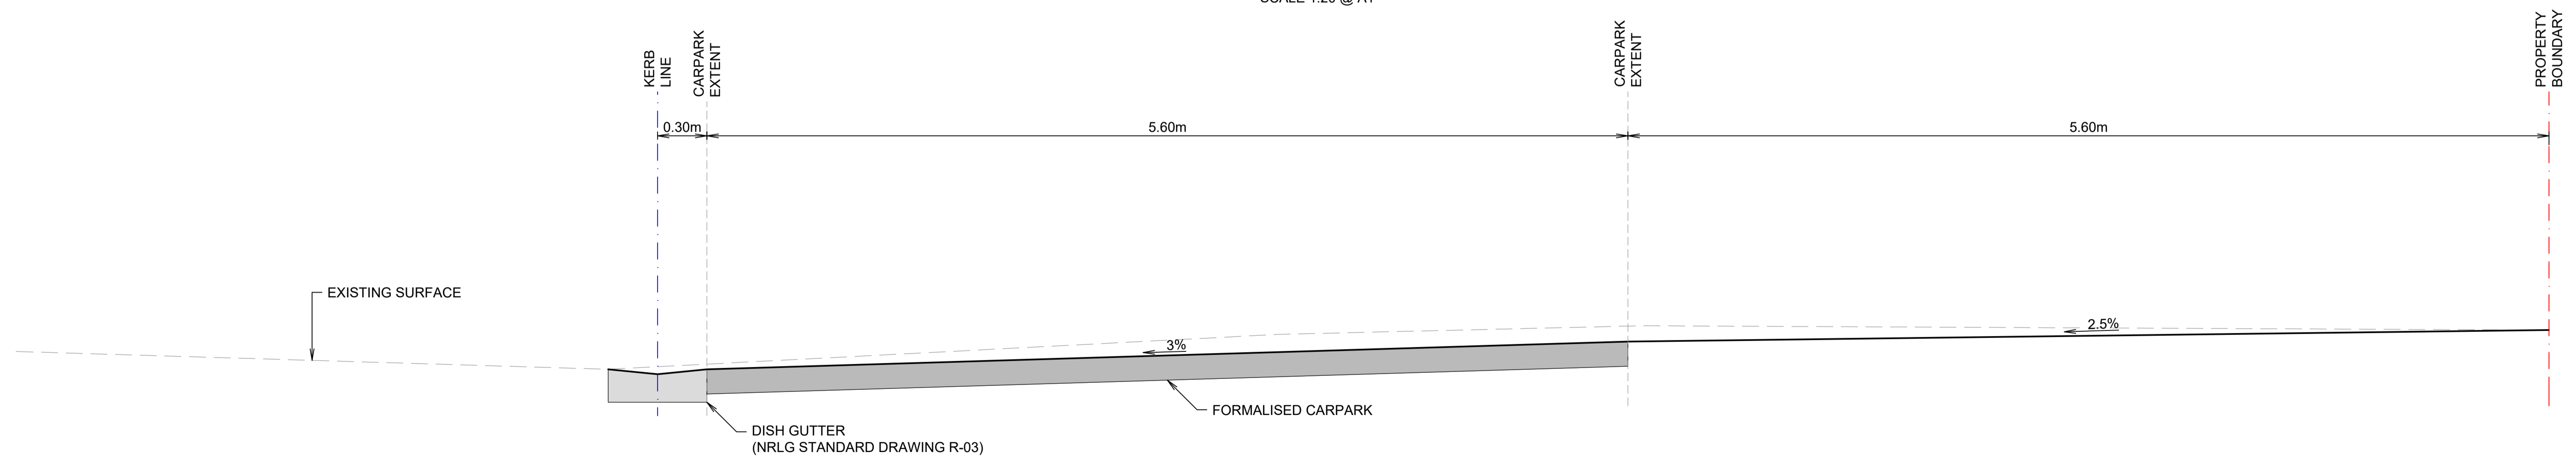 KERB
LINE
CARPARK
EXTENT
CARPARK
EXTENT
PROPERTY
BOUNDARY
0.30m
5.60m
5.60m
EXISTING SURFACE
3%
2.5%
FORMALISED CARPARK
DISH GUTTER
(NRLG STANDARD DRAWING R-03)